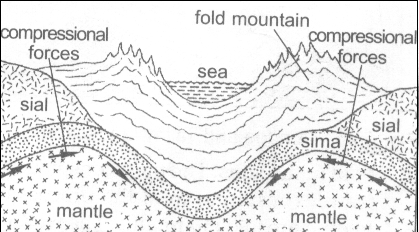 fold mountain
compressional
forces
compressional
forces
sea
sial
sial
sima
mantle
mantle